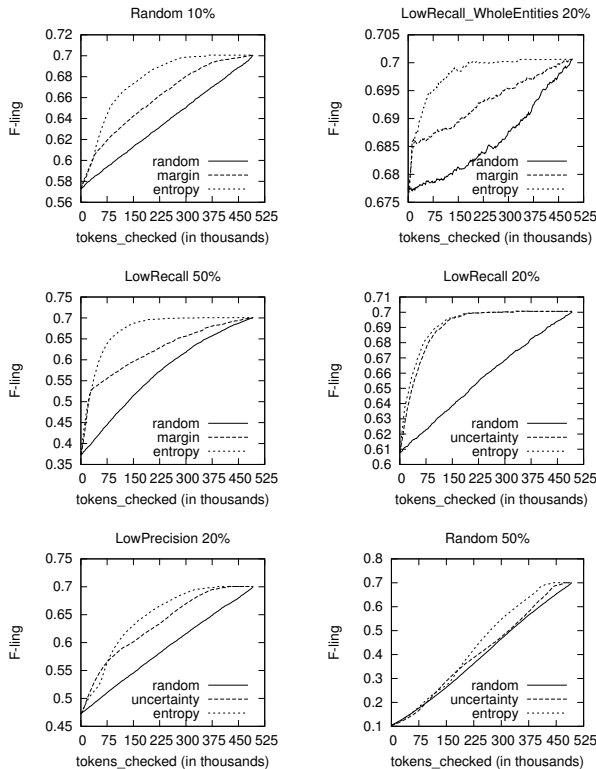 Random 10%
0.72
0.7
0.68
0.66
0.64
0.62
0.6
0.58
0.56
F-ling
random
margin
entropy
0 75 150 225 300 375 450 525
tokens_checked (in thousands)
LowRecall_WholeEntities 20%
0.705
0.7
0.695
0.69
0.685
0.68
0.675
F-ling
random
margin
entropy
0 75 150 225 300 375 450 525
tokens_checked (in thousands)
LowRecall 50%
0.75
0.7
0.65
0.6
0.55
0.5
0.45
0.4
0.35
F-ling
random
margin
entropy
0 75 150 225 300 375 450 525
tokens_checked (in thousands)
LowRecall 20%
0.71
0.7
0.69
0.68
0.67
0.66
0.65
0.64
0.63
0.62
0.61
0.6
F-ling
random
uncertainty
entropy
0 75 150 225 300 375 450 525
tokens_checked (in thousands)
LowPrecision 20%
0.75
0.7
0.65
0.6
0.55
0.5
0.45
F-ling
random
uncertainty
entropy
0 75 150 225 300 375 450 525
tokens_checked (in thousands)
Random 50%
0.8
0.7
0.6
0.5
0.4
0.3
0.2
0.1
F-ling
random
uncertainty
entropy
0 75 150 225 300 375 450 525
tokens_checked (in thousands)